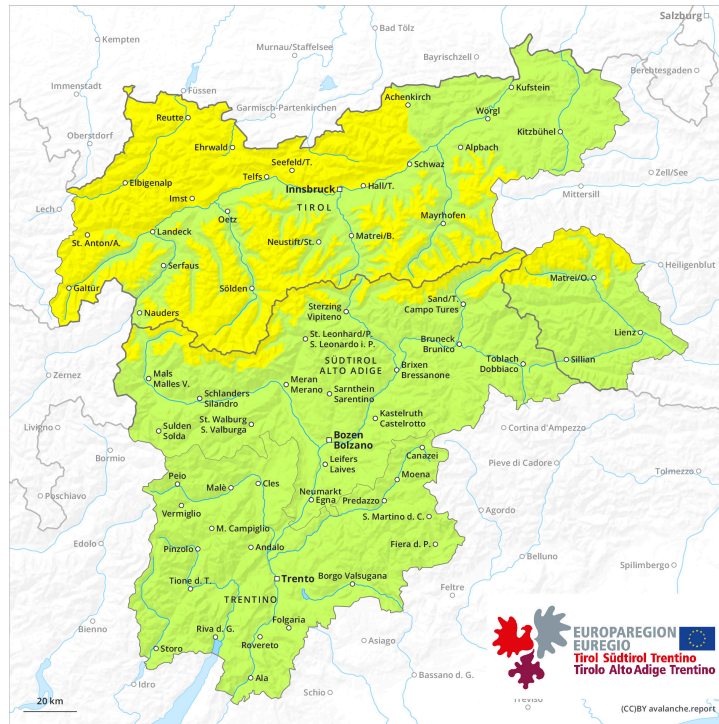 Salzburg
Kempten
Bad Tölz
Murnau/Staffelsee
Bayrischzell
Berchtesgaden
Immenstadt
Füssen
Kufstein
Achenkirch
Garmisch-Partenkirchen
Reutte
Wörgl
Oberstdorf
Kitzbühel
Ehrwald
Alpbach
Seefeld/T.
Schwaz
Zell/See
Telfs
Elbigenalp
Innsbruck
Hall/T.
Mittersill
Imst
TIROL
Lech
Oetz
Mayrhofen
Landeck
St. Anton/A.
Neustift/St.
Matrei/B.
Heiligenblut
Serfaus
Matrei/O.
Galtür
Sölden
Sand/T.
Campo Tures
Nauders
Sterzing
Vipiteno
Lienz
St. Leonhard/P.
S. Leonardo i. P.
Bruneck
Brunico
SÜDTIROL
ALTO ADIGE
Toblach
Dobbiaco
Sillian
Zernez
Mals
Malles V.
Brixen
Bressanone
Meran
Merano
Sarnthein
Sarentino
Schlanders
Silandro
St. Walburg
S. Valburga
Kastelruth
Castelrotto
Livigno
Sulden
Solda
Cortina d'Ampezzo
Bozen
Bolzano
Bormio
Canazei
Pieve di Cadore
Leifers
Laives
Tolmezzo
Peio
Moena
Malè
Cles
Poschiavo
Neumarkt
Egna
Predazzo
Vermiglio
Agordo
S. Martino d. C.
M. Campiglio
Edolo
Fiera d. P.
Pinzolo
Andalo
Belluno
Spilimbergo
Trento
Borgo Valsugana
Tione d. T.
Feltre
TRENTINO
Folgaria
Bienno
Riva d. G.
EUROPAREGION
EUREGIO
Rovereto
Asiago
Storo
Tirol Südtirol Trentino
Tirolo Alto Adige Trentino
Ala
Bassano d. G.
Idro
Schio
Treviso
20 km
(CC)BY avalanche.report